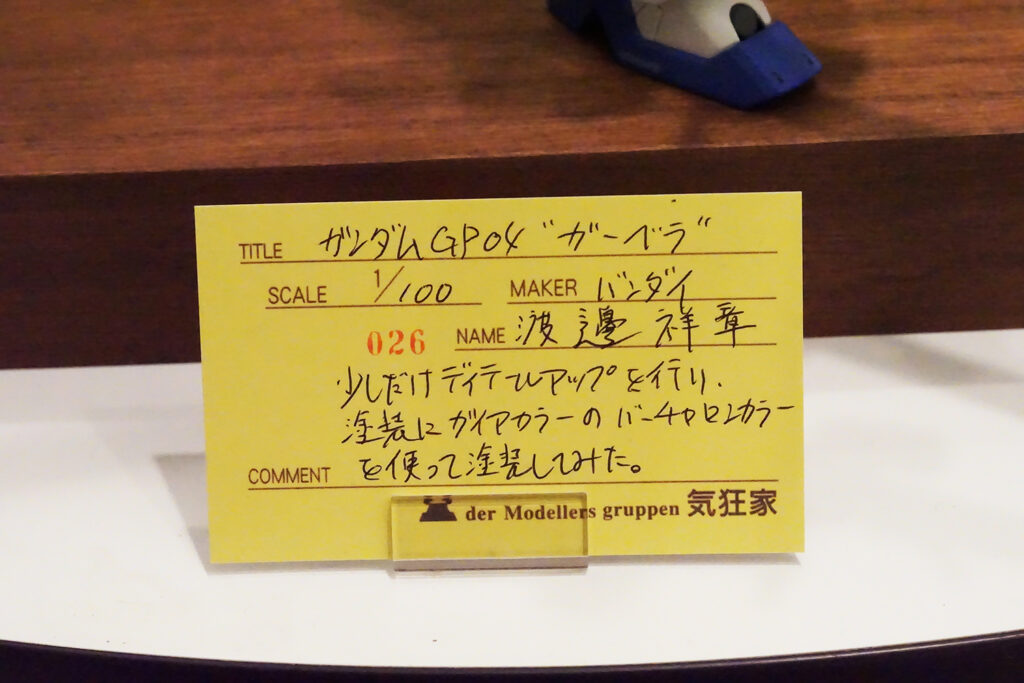 TITLE ガンダムGP04 "ガーベラ"
SCALE 1/100 MAKER バンダイ
026 NAME 渡邊祥章
少しだけディテールアップを行い、
塗装にガイアカラーのバーチャロンカラー
COMMENT を使って塗装してみた。
der Modellers gruppen 気狂家